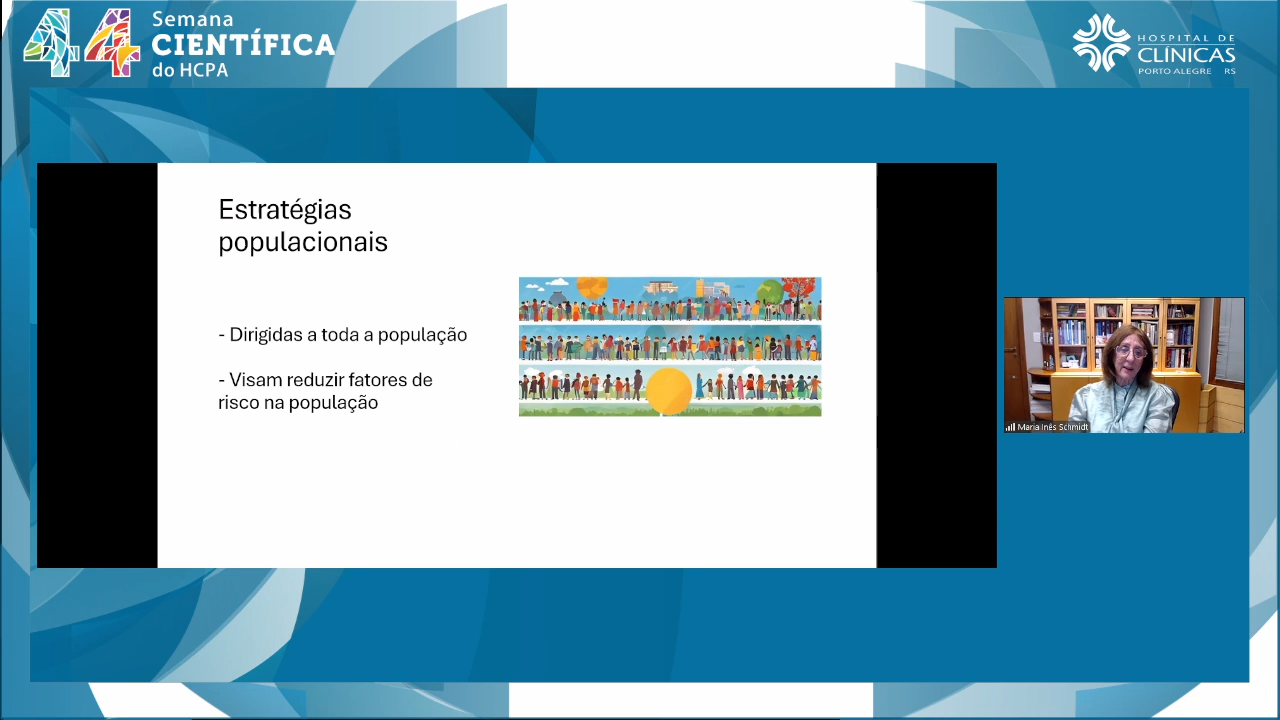 44
Semana
CIENTÍFICA
do HCPA
HOSPITAL DE
CLÍNICAS
PORTO ALEGRE RS
Estratégias
populacionais
- Dirigidas a toda a população
- Visam reduzir fatores de
risco na população
Maria Inês Schmidt